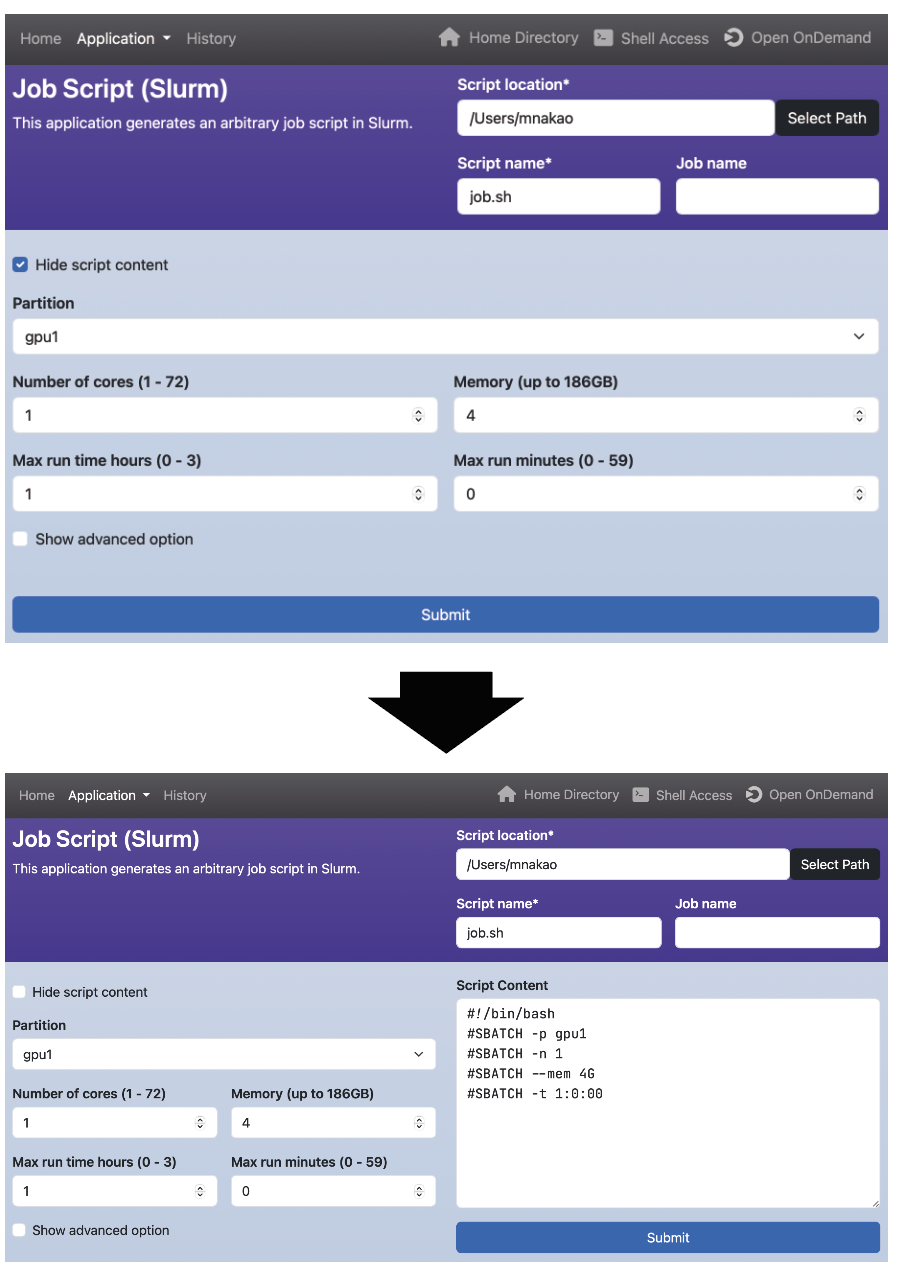 Home Application History Home Directory Shell Access Open OnDemand
Job Script (Slurm)
This application generates an arbitrary job script in Slurm.
Script location*
/Users/mnakao Select Path
Script name* Job name
job.sh
Hide script content
Partition
gpu1
Number of cores (1 - 72) Memory (up to 186GB)
1 4
Max run time hours (0 - 3) Max run minutes (0 - 59)
1 0
Show advanced option
Submit
Home Application History Home Directory Shell Access Open OnDemand
Job Script (Slurm)
This application generates an arbitrary job script in Slurm.
Script location*
/Users/mnakao Select Path
Script name* Job name
job.sh
Hide script content
Partition
gpu1
Number of cores (1 - 72) Memory (up to 186GB)
1 4
Max run time hours (0 - 3) Max run minutes (0 - 59)
1 0
Show advanced option
Script Content
#!/bin/bash
#SBATCH -p gpu1
#SBATCH -n 1
#SBATCH --mem 4G
#SBATCH -t 1:0:00
Submit